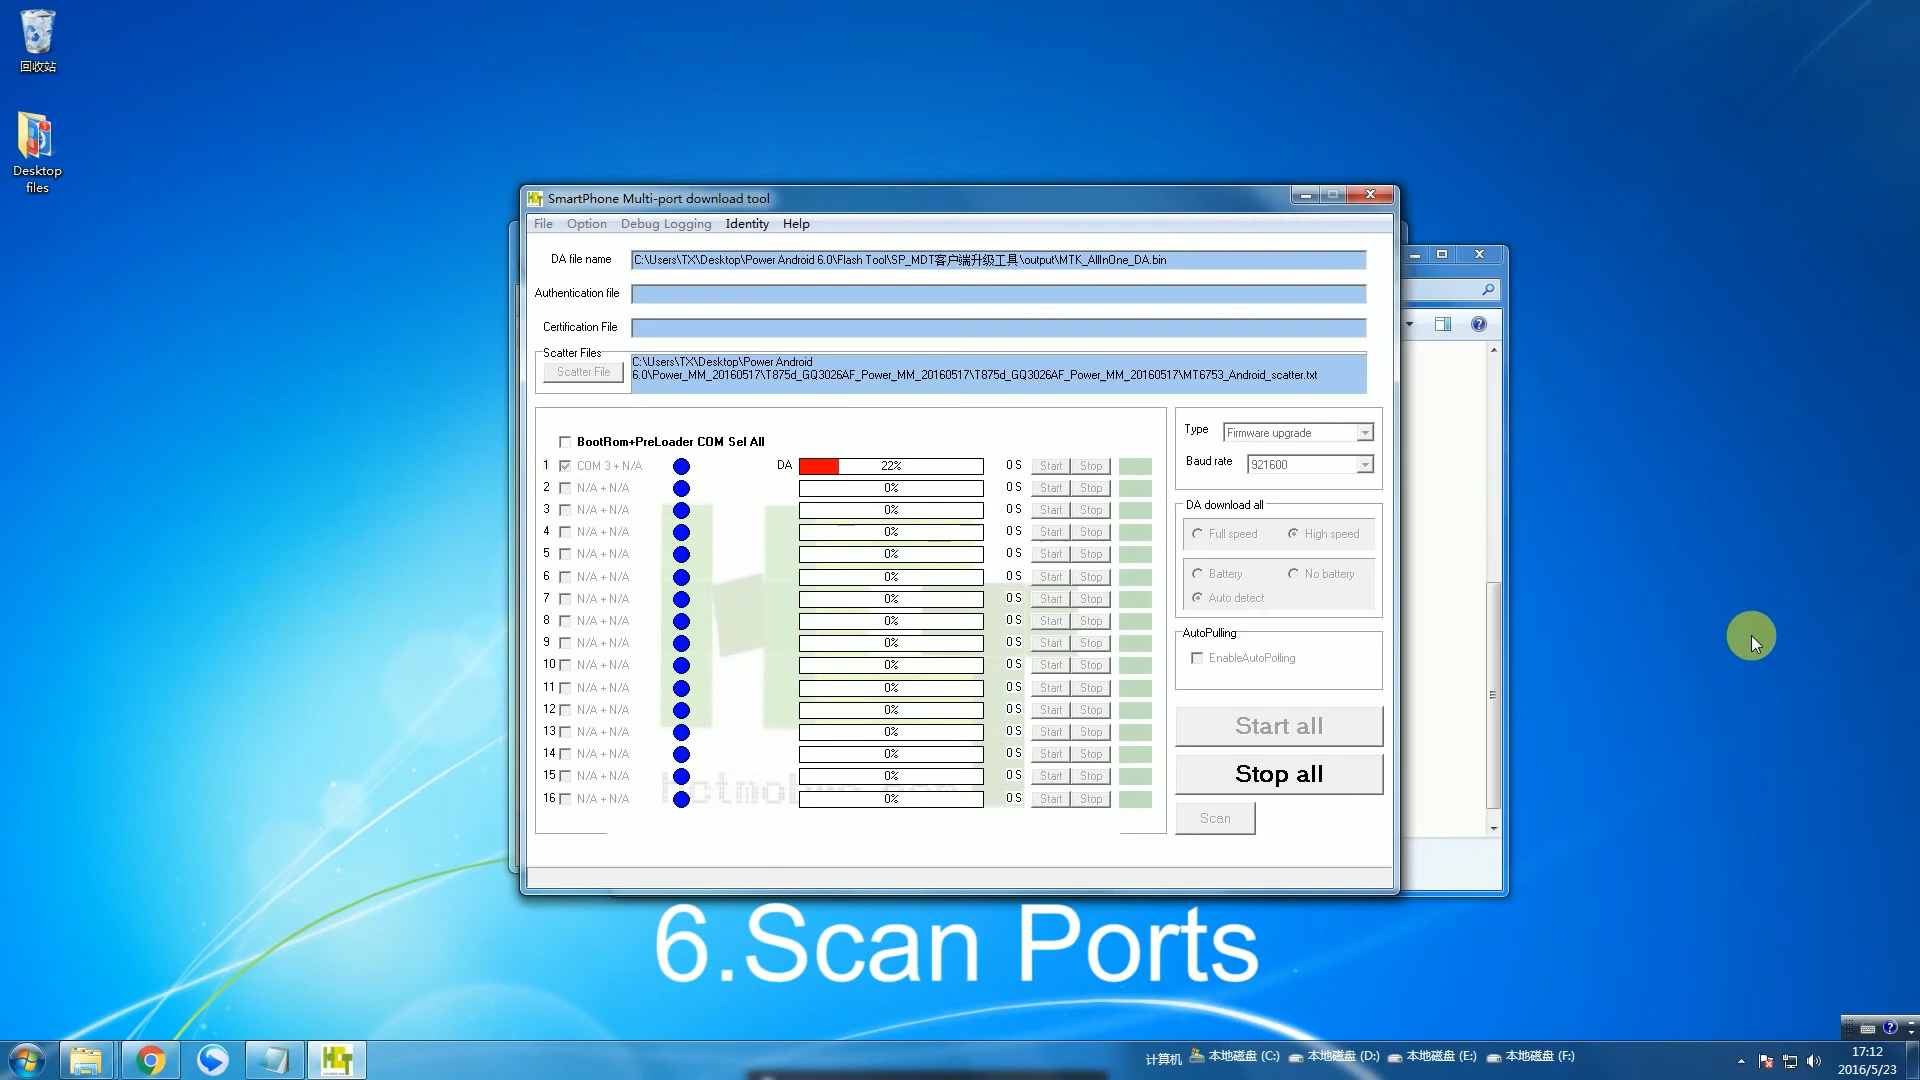 回收站
Desktop
files
SmartPhone Multi-port download tool
File Option Debug Logging Identity Help
DA file name C:\Users\TX\Desktop\Power Android 6.0\Flash Tool\SP_MDT客户端升级工具\output\MTK_AllInOne_DA.bin
Authentication file
Certification File
Scatter Files
Scatter File
C:\Users\TX\Desktop\Power Android
6.0\Power_MM_20160517\T875d_GQ3026AF_Power_MM_20160517\T875d_GQ3026AF_Power_MM_20160517\MT6753_Android_scatter.txt
BootRom+PreLoader COM Sel All
1 COM 3 + N/A DA 22% 0 S Start Stop
2 N/A + N/A 0% 0 S Start Stop
3 N/A + N/A 0% 0 S Start Stop
4 N/A + N/A 0% 0 S Start Stop
5 N/A + N/A 0% 0 S Start Stop
6 N/A + N/A 0% 0 S Start Stop
7 N/A + N/A 0% 0 S Start Stop
8 N/A + N/A 0% 0 S Start Stop
9 N/A + N/A 0% 0 S Start Stop
10 N/A + N/A 0% 0 S Start Stop
11 N/A + N/A 0% 0 S Start Stop
12 N/A + N/A 0% 0 S Start Stop
13 N/A + N/A 0% 0 S Start Stop
14 N/A + N/A 0% 0 S Start Stop
15 N/A + N/A 0% 0 S Start Stop
16 N/A + N/A 0% 0 S Start Stop
Type Firmware upgrade
Baud rate 921600
DA download all
Full speed High speed
Battery No battery
Auto detect
AutoPulling
EnableAutoPolling
Start all
Stop all
Scan
6.Scan Ports
HCT
计算机 本地磁盘 (C:) 本地磁盘 (D:) 本地磁盘 (E:) 本地磁盘 (F:)
17:12
2016/5/23